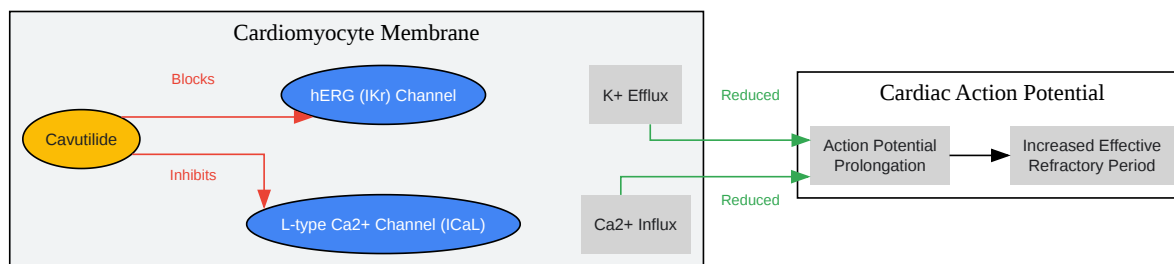 Cardiomyocyte Membrane
Blocks
hERG (IKr) Channel
Cavutilide
Inhibits
L-type Ca2+ Channel (ICaL)
K+ Efflux
Reduced
Ca2+ Influx
Reduced
Cardiac Action Potential
Action Potential
Prolongation
Increased Effective
Refractory Period